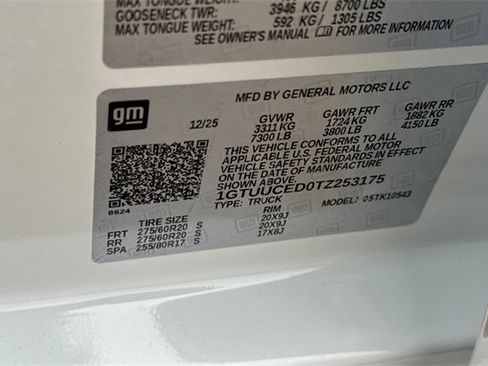 MAX TONGUE WEIGHT:
GOOSENECK TWR: 3946 KG / 8700 LBS
MAX TONGUE WEIGHT: 592 KG / 1305 LBS
SEE OWNER'S MANUAL FOR MORE INFORMATION
gm
MFD BY GENERAL MOTORS LLC
12/25 GVWR GAWR FRT GAWR RR
3311 KG 1724 KG 1882 KG
7300 LB 3800 LB 4150 LB
THIS VEHICLE CONFORMS TO ALL
APPLICABLE U.S. FEDERAL MOTOR
VEHICLE SAFETY STANDARDS IN EFFECT
ON THE DATE OF MANUFACTURE
SHOWN ABOVE.
1GTUUCED0TZ253175
TYPE: TRUCK MODEL: 05TK10543
8624
TIRE SIZE RIM
FRT 275/60R20 S 20X9J
RR 275/60R20 S 20X9J
SPA 255/80R17 S 17X8J